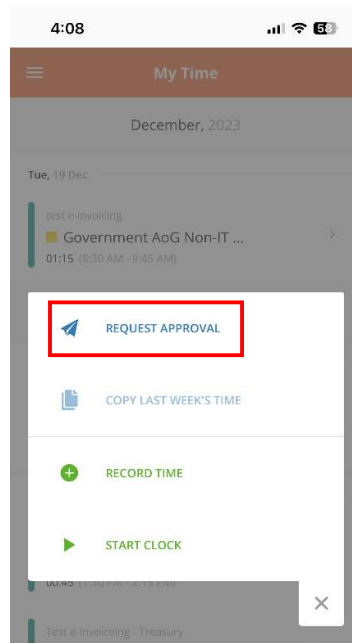 4:08
53
My Time
December, 2023
Tue, 19 Dec
test e-invoicing
Government AoG Non-IT ...
01:15 (8:30 AM - 9:45 AM)
REQUEST APPROVAL
COPY LAST WEEK'S TIME
RECORD TIME
START CLOCK
00:45 (1:30 PM - 2:15 PM)
Test e-invoiceing - Treasury